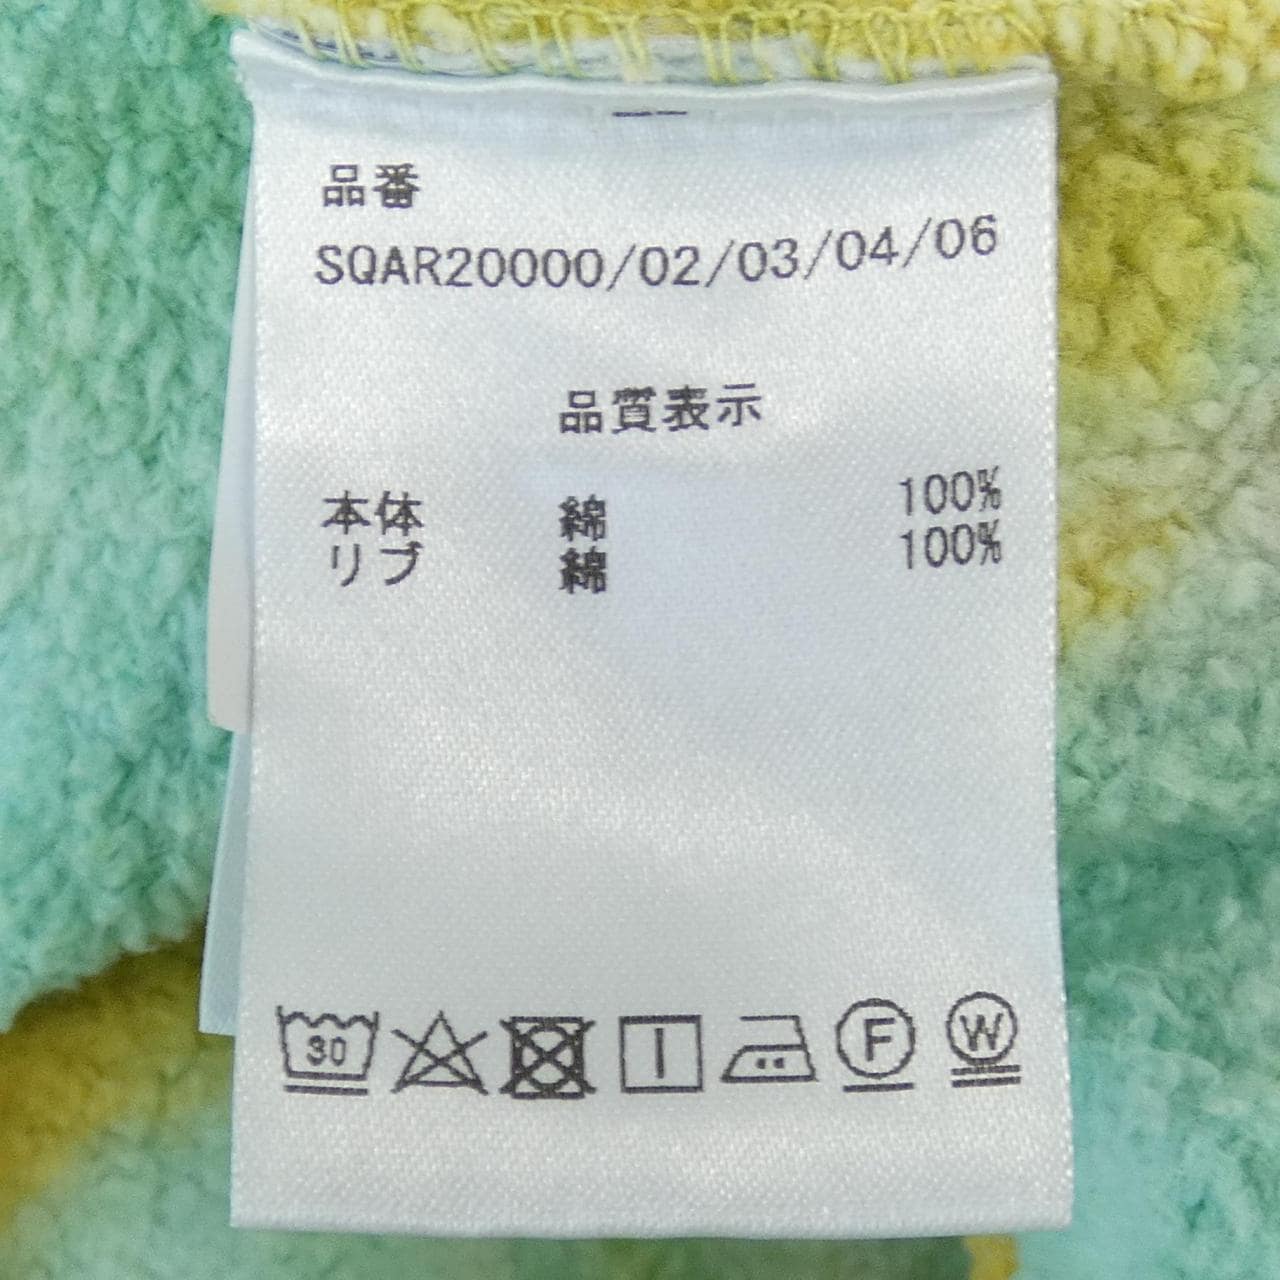 品番
SQAR20000/02/03/04/06
品質表示
本体 綿 100%
リブ 綿 100%
30 F W